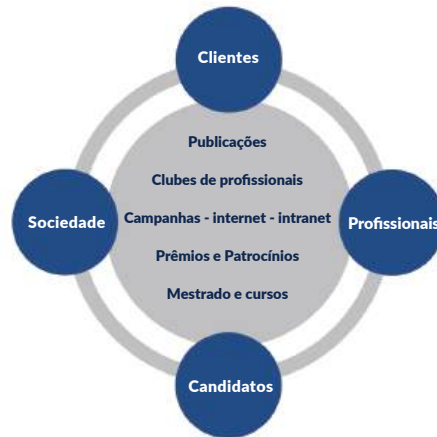 Clientes
Publicações
Clubes de profissionais
Sociedade
Campanhas - internet - intranet
Profissionais
Prêmios e Patrocínios
Mestrado e cursos
Candidatos